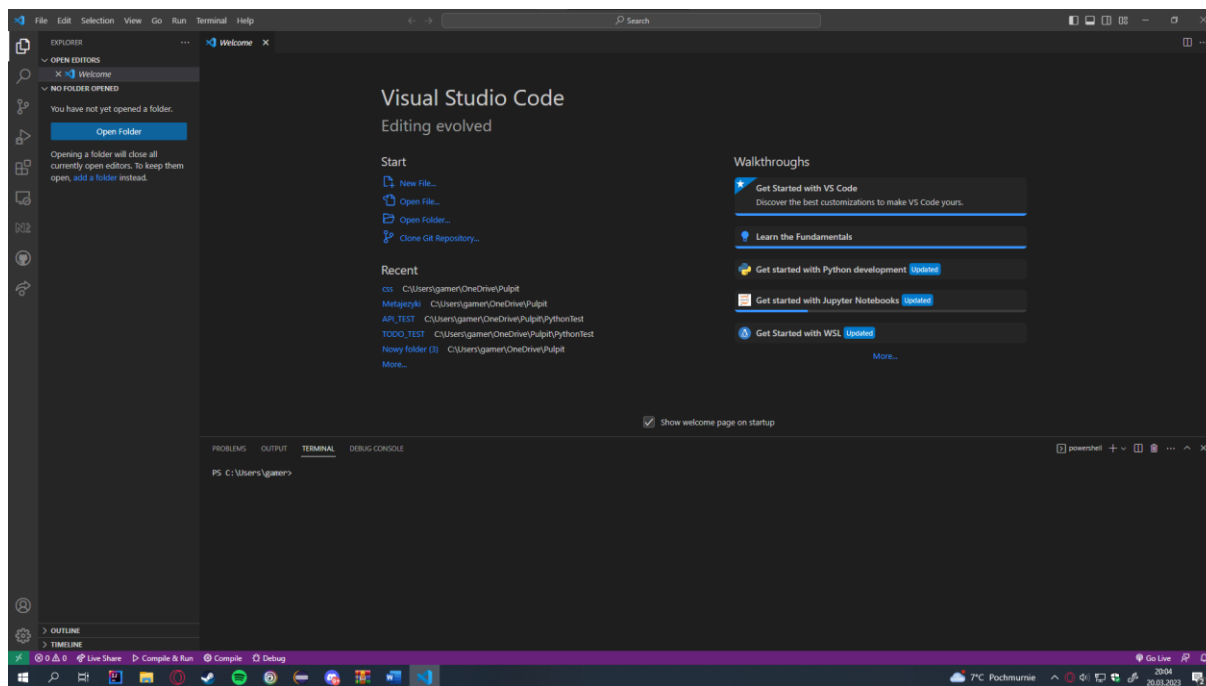 File Edit Selection View Go Run Terminal Help
Search
EXPLORER
Welcome
OPEN EDITORS
Welcome
NO FOLDER OPENED
You have not yet opened a folder.
Open Folder
Opening a folder will close all
currently open editors. To keep them
open, add a folder instead.
OUTLINE
TIMELINE
Visual Studio Code
Editing evolved
Start
New File...
Open File...
Open Folder...
Clone Git Repository...
Recent
css C:\Users\gamer\OneDrive\Pulpit
Metajezyki C:\Users\gamer\OneDrive\Pulpit
API_TEST C:\Users\gamer\OneDrive\Pulpit\PythonTest
TODO_TEST C:\Users\gamer\OneDrive\Pulpit\PythonTest
Nowy folder (3) C:\Users\gamer\OneDrive\Pulpit
More...
Walkthroughs
Get Started with VS Code
Discover the best customizations to make VS Code yours.
Learn the Fundamentals
Get started with Python development Updated
Get started with Jupyter Notebooks Updated
Get Started with WSL Updated
More...
Show welcome page on startup
PROBLEMS OUTPUT TERMINAL DEBUG CONSOLE
powershell
PS C:\Users\gamer>
0 0 Live Share Compile & Run Compile Debug
Go Live
7°C Pochmurnie
20:04
20.03.2023